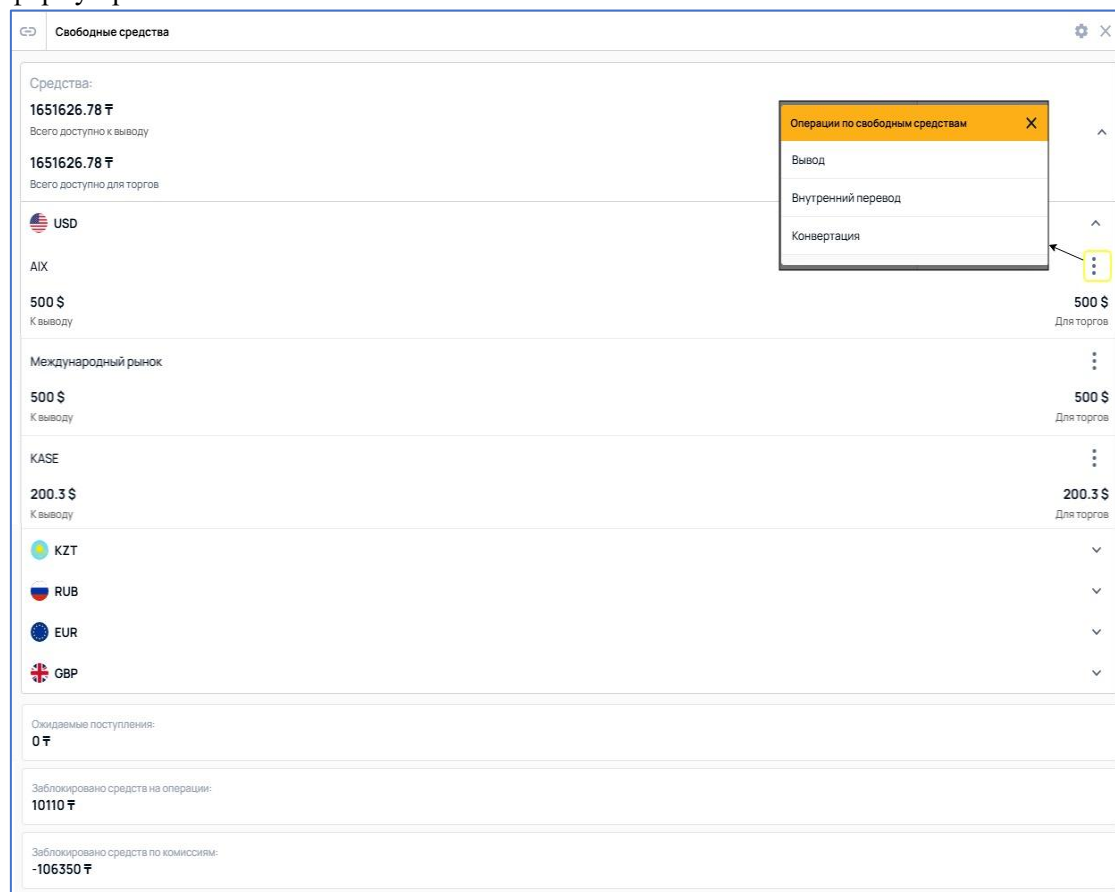 Свободные средства
Средства:
1651626.78 ₸
Всего доступно к выводу
1651626.78 ₸
Всего доступно для торгов
Операции по свободным средствам
Вывод
Внутренний перевод
Конвертация
USD
AIX
500 $ 500 $
К выводу Для торгов
Международный рынок
500 $ 500 $
К выводу Для торгов
KASE
200.3 $ 200.3 $
К выводу Для торгов
KZT
RUB
EUR
GBP
Ожидаемые поступления:
0 ₸
Заблокировано средств на операции:
10110 ₸
Заблокировано средств по комиссиям:
-106350 ₸